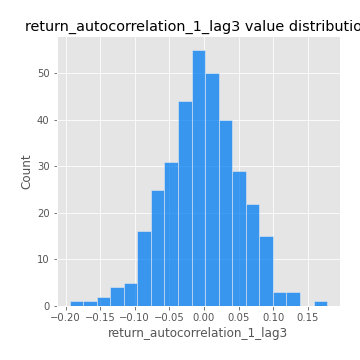 return_autocorrelation_1_lag3 value distributio
50
40
30
20
10
0
Count
−0.20 −0.15 −0.10 −0.05 0.00 0.05 0.10 0.15
return_autocorrelation_1_lag3